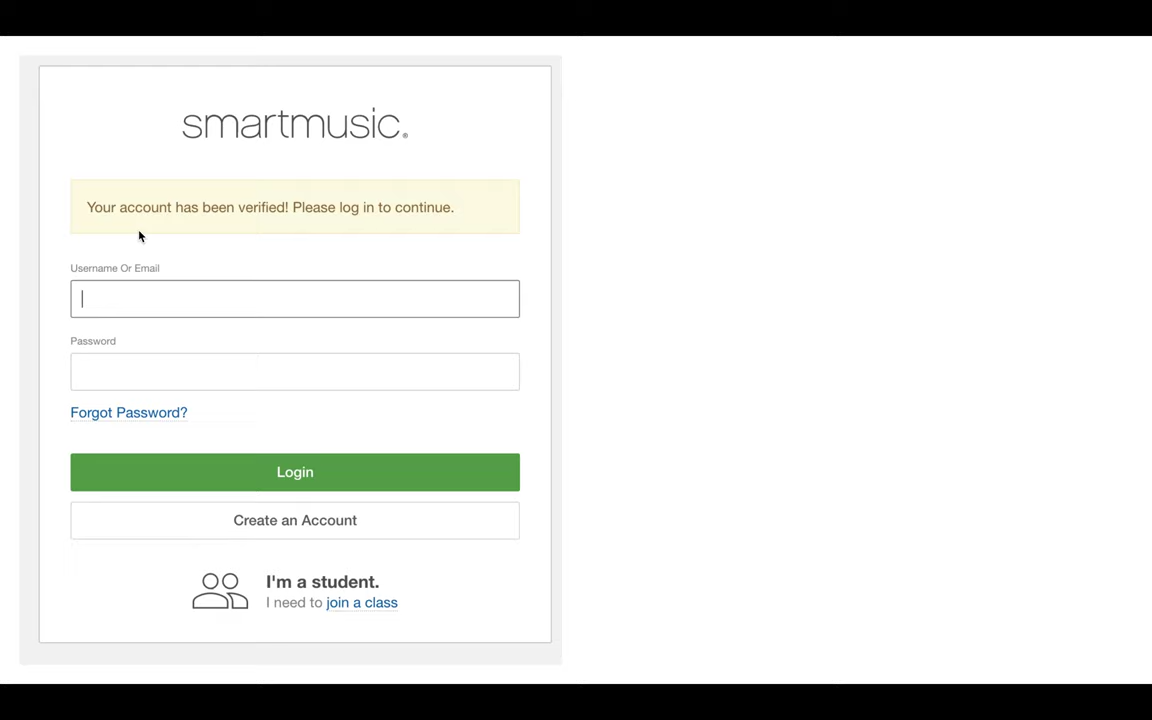 smartmusic®
Your account has been verified! Please log in to continue.
Username Or Email
Password
Forgot Password?
Login
Create an Account
I'm a student.
I need to join a class